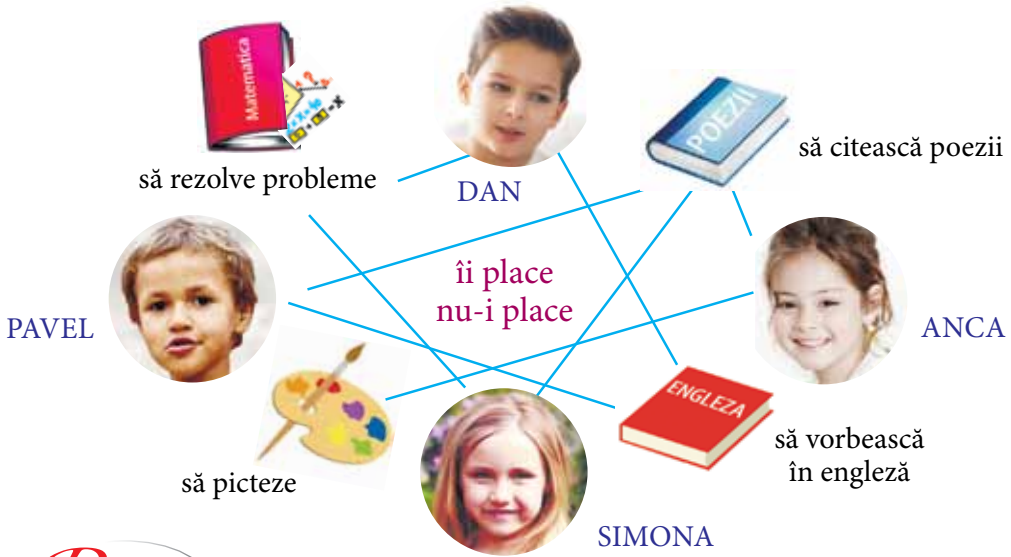 Matematica
POEZII
să citească poezii
să rezolve probleme
DAN
îi place
nu-i place
PAVEL
ANCA
ENGLEZA
să vorbească
în engleză
să picteze
SIMONA